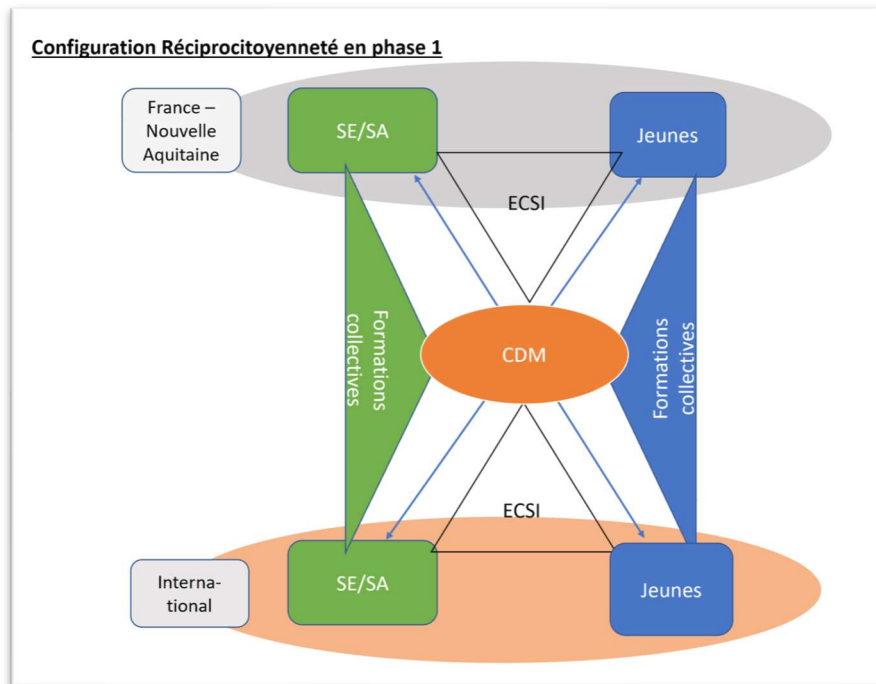 Configuration Réciprocitoyenneté en phase 1
France –
Nouvelle
Aquitaine
SE/SA
Jeunes
ECSI
Formations
collectives
CDM
Formations
collectives
ECSI
Interna-
tional
SE/SA
Jeunes